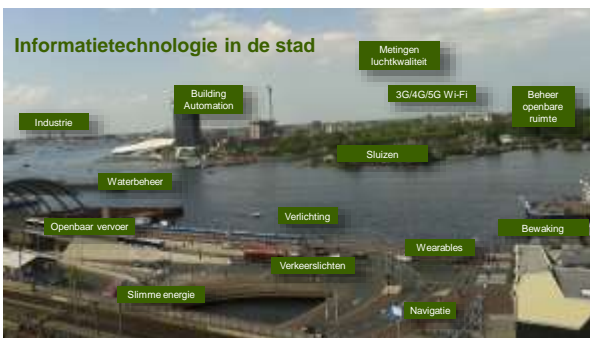 Informatietechnologie in de stad
Metingen
luchtkwaliteit
Building
Automation
3G/4G/5G Wi-Fi
Beheer
openbare
ruimte
Industrie
Sluizen
Waterbeheer
Verlichting
Openbaar vervoer
Bewaking
Wearables
Verkeerslichten
Slimme energie
Navigatie